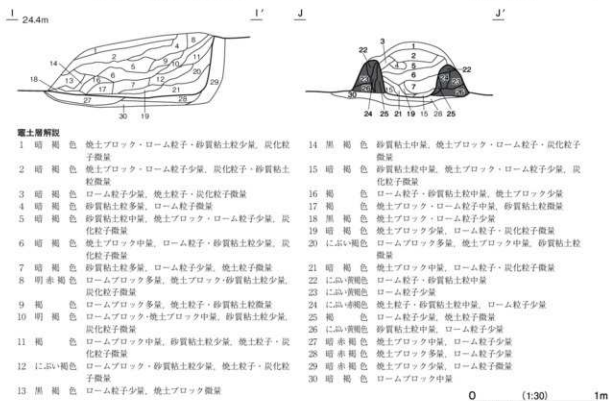 I I′ J J′
24.4m
竈土層解説
1 暗褐色 焼土ブロック・ローム粒子・砂質粘土少量，炭化粒
子微量
2 暗褐色 焼土ブロック・ローム粒子少量，炭化粒子・砂質粘土
粒微量
3 暗褐色 ローム粒子少量，焼土粒子・炭化粒子微量
4 暗褐色 砂質粘土粒多量，ローム粒子微量
5 暗褐色 砂質粘土粒中量，焼土ブロック・ローム粒子少量，炭
化粒子微量
6 暗褐色 焼土ブロック中量，ローム粒子・砂質粘土粒少量，炭
化粒子微量
7 暗褐色 砂質粘土粒多量，ローム粒子少量，焼土粒子微量
8 明赤褐色 ロームブロック多量，焼土ブロック・砂質粘土粒少量，
炭化粒子微量
9 褐色 ロームブロック多量，焼土粒子・砂質粘土粒微量
10 明褐色 ロームブロック・焼土ブロック中量，砂質粘土粒少量，
炭化粒子微量
11 褐色 ロームブロック中量，砂質粘土粒少量，焼土粒子・炭
化粒子微量
12 にぶい褐色 ロームブロック・砂質粘土粒少量，焼土粒子・炭化粒
子微量
13 黒褐色 ローム粒子少量，焼土ブロック微量
14 黒褐色 砂質粘土中量，焼土ブロック・ローム粒子・炭化粒子
微量
15 暗褐色 砂質粘土粒中量，焼土ブロック・ローム粒子少量，炭
化粒子微量
16 褐色 ローム粒子・砂質粘土粒中量，焼土ブロック少量
17 褐色 焼土ブロック・ローム粒子中量，砂質粘土粒微量
18 黒褐色 焼土ブロック・ローム粒子少量
19 暗褐色 焼土ブロック少量，ローム粒子・炭化粒子微量
20 にぶい褐色 ロームブロック多量，焼土ブロック中量，砂質粘土粒
微量
21 暗褐色 焼土ブロック中量，ローム粒子・炭化粒子微量
22 にぶい黄褐色 ローム粒子・砂質粘土粒中量
23 にぶい黄褐色 ローム粒子少量
24 にぶい赤褐色 焼土粒子・砂質粘土粒中量，ローム粒子少量
25 褐色 ローム粒子少量，焼土粒子微量
26 にぶい黄褐色 砂質粘土粒中量，ローム粒子少量
27 暗赤褐色 焼土ブロック中量，ローム粒子少量
28 暗赤褐色 焼土ブロック多量，ローム粒子少量
29 暗赤褐色 焼土ブロック少量，ローム粒子少量
30 暗褐色 ロームブロック中量
0 (1:30) 1m